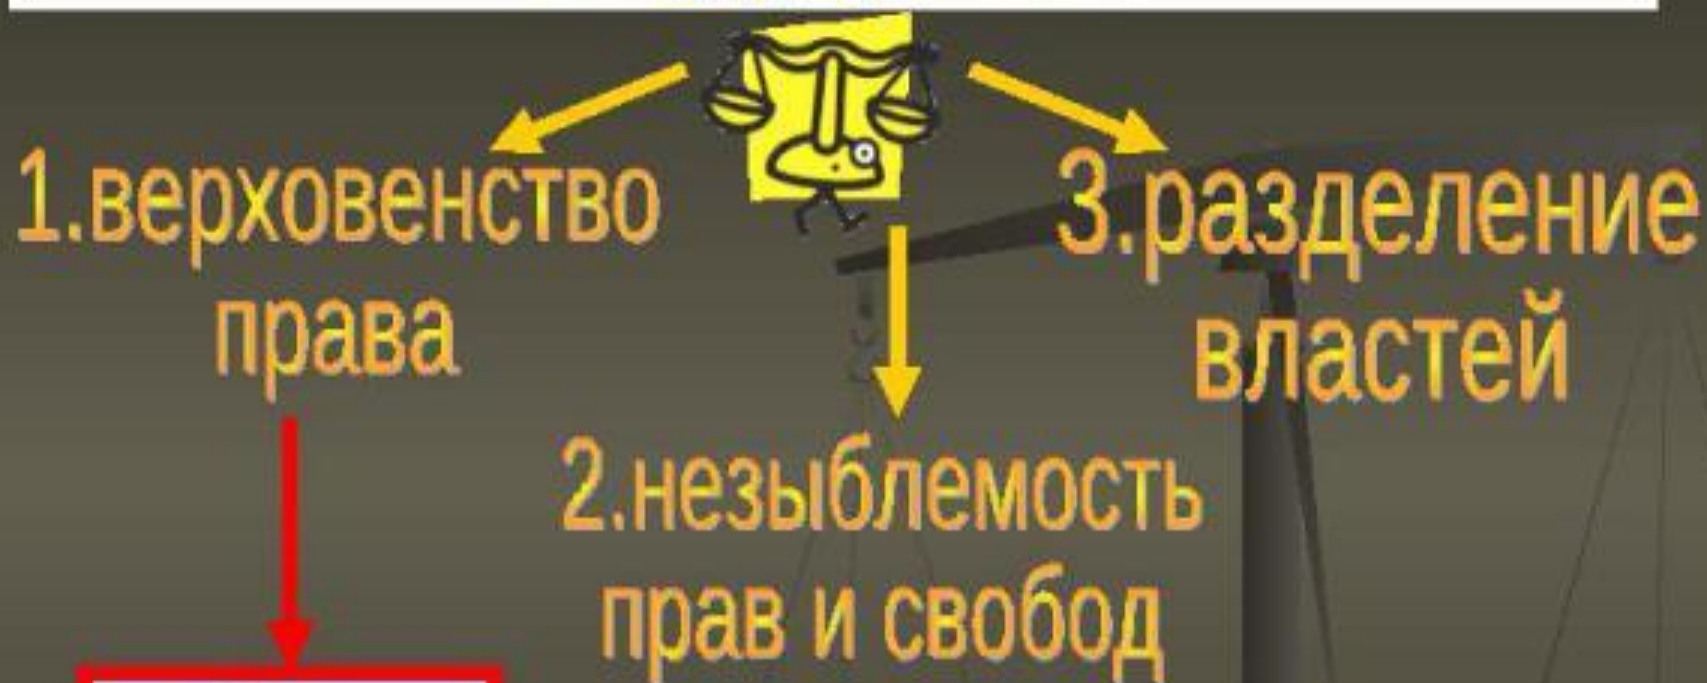 1.верховенство
права
2.незыблемость
прав и свобод
3.разделение
властей